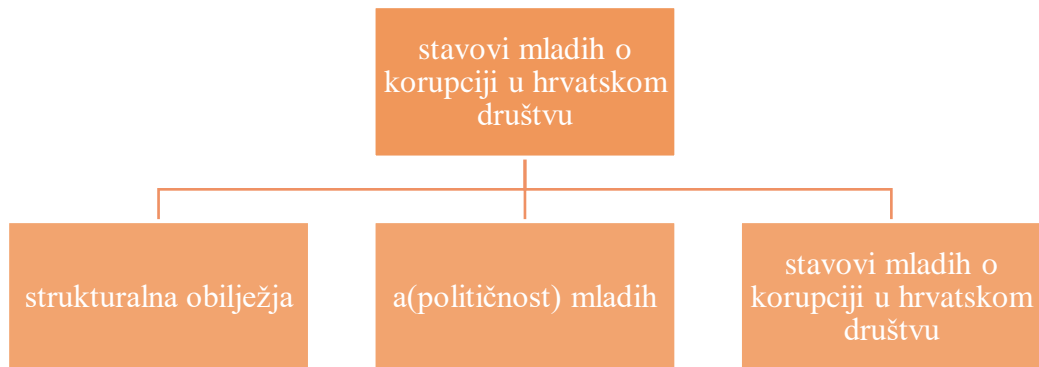 stavovi mladih o
korupciji u hrvatskom
društvu
strukturalna obilježja
a(političnost) mladih
stavovi mladih o
korupciji u hrvatskom
društvu